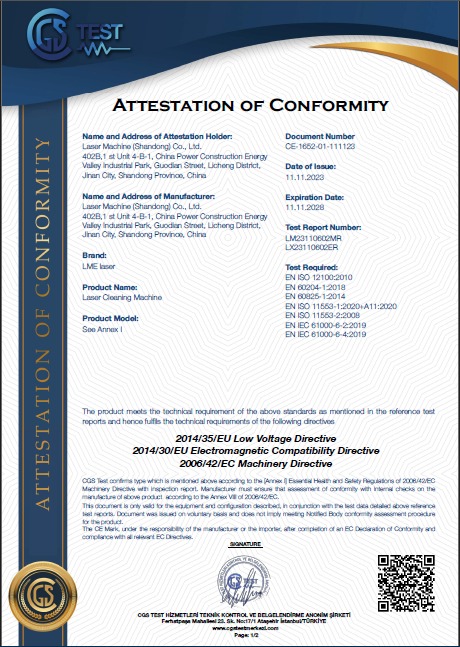 CGS TEST
ATTESTATION OF CONFORMITY
ATTESTATION OF CONFORMITY
Name and Address of Attestation Holder:
Laser Machine (Shandong) Co., Ltd.
402B,1 st Unit 4-B-1, China Power Construction Energy
Valley Industrial Park, Guodian Street, Licheng District,
Jinan City, Shandong Province, China
Name and Address of Manufacturer:
Laser Machine (Shandong) Co., Ltd.
402B,1 st Unit 4-B-1, China Power Construction Energy
Valley Industrial Park, Guodian Street, Licheng District,
Jinan City, Shandong Province, China
Brand:
LME laser
Product Name:
Laser Cleaning Machine
Product Model:
See Annex I
Document Number
CE-1652-01-111123
Date of Issue:
11.11.2023
Expiration Date:
11.11.2028
Test Report Number:
LM23110602MR
LX23110602ER
Test Required:
EN ISO 12100:2010
EN 60204-1:2018
EN 60825-1:2014
EN ISO 11553-1:2020+A11:2020
EN ISO 11553-2:2008
EN IEC 61000-6-2:2019
EN IEC 61000-6-4:2019
The product meets the technical requirement of the above standards as mentioned in the reference test
reports and hence fulfils the technical requirements of the following directives
2014/35/EU Low Voltage Directive
2014/30/EU Electromagnetic Compatibility Directive
2006/42/EC Machinery Directive
CGS Test confirms type which is mentioned above according to the [Annex I] Essential Health and Safety Regulations of 2006/42/EC
Machinery Directive with inspection report. Manufacturer must ensure that assessment of conformity with internal checks on the
manufacture of above product according to the Annex VIII of 2006/42/EC.
This document is only valid for the equipment and configuration described, in conjunction with the test data detailed above reference
test reports. Document was issued on voluntary basis and does not imply meeting Notified Body conformity assessment procedure
for the product.
The CE Mark, under the responsibility of the manufacturer or the importer, after completion of an EC Declaration of Conformity and
compliance with all relevant EC Directives.
SIGNATURE
CGS TEST
CGS
CGS TEST HİZMETLERİ TEKNİK KONTROL VE BELGELENDİRME ANONİM ŞİRKETİ
Ferhatpaşa Mahallesi 23. Sk. No:17/1 Ataşehir İstanbul/TÜRKİYE
www.cgstestmerkezi.com
Page: 1/2